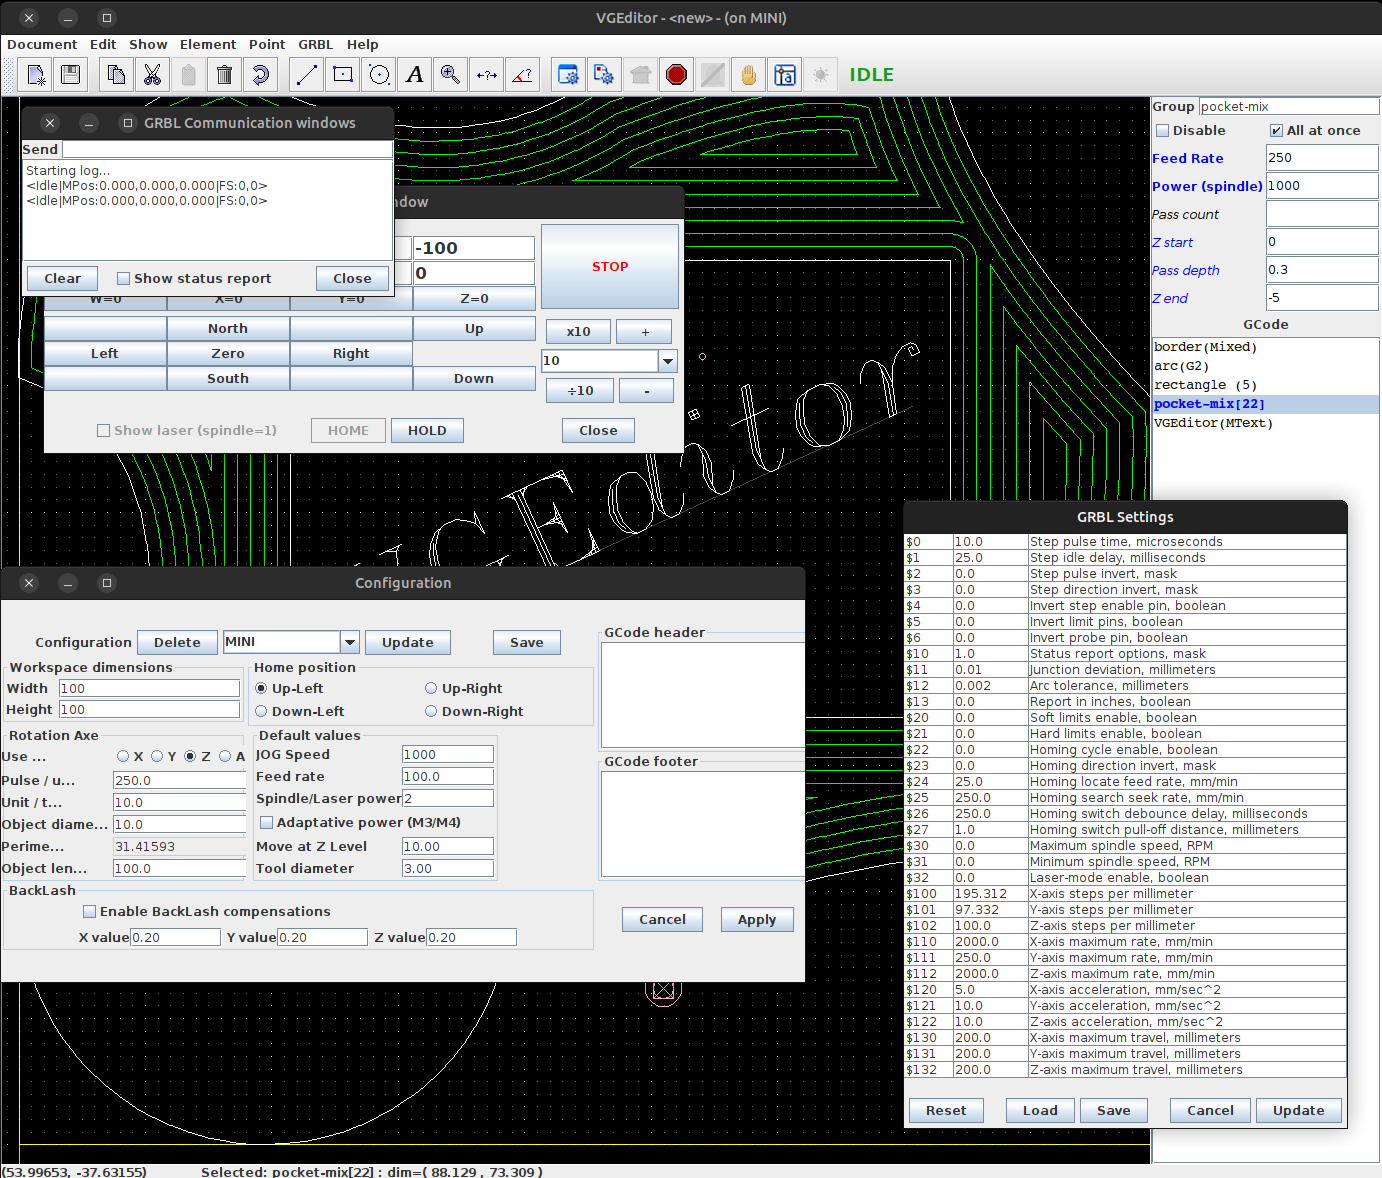 VGEditor - <new> - (on MINI)
Document Edit Show Element Point GRBL Help
A
IDLE
GRBL Communication windows
Send
Starting log...
<Idle|MPos:0.000,0.000,0.000|FS:0,0>
<Idle|MPos:0.000,0.000,0.000|FS:0,0>
Clear Show status report Close
ndow
-100
0
STOP
W=0 X=0 Y=0 Z=0
North Up
Left Zero Right
South Down
x10 +
10
÷10 -
Show laser (spindle=1) HOME HOLD Close
Group pocket-mix
Disable All at once
Feed Rate 250
Power (spindle) 1000
Pass count
Z start 0
Pass depth 0.3
Z end -5
GCode
border(Mixed)
arc(G2)
rectangle (5)
pocket-mix[22]
VGEditor(MText)
GEditor
Configuration
Configuration Delete MINI Update Save
Workspace dimensions
Width 100
Height 100
Home position
Up-Left Up-Right
Down-Left Down-Right
Rotation Axe
Use ... X Y Z A
Pulse / u... 250.0
Unit / t... 10.0
Object diame... 10.0
Perime... 31.41593
Object len... 100.0
Default values
JOG Speed 1000
Feed rate 100.0
Spindle/Laser power 2
Adaptative power (M3/M4)
Move at Z Level 10.00
Tool diameter 3.00
GCode header
GCode footer
BackLash
Enable BackLash compensations
X value 0.20 Y value 0.20 Z value 0.20
Cancel Apply
GRBL Settings
$0 10.0 Step pulse time, microseconds
$1 25.0 Step idle delay, milliseconds
$2 0.0 Step pulse invert, mask
$3 0.0 Step direction invert, mask
$4 0.0 Invert step enable pin, boolean
$5 0.0 Invert limit pins, boolean
$6 0.0 Invert probe pin, boolean
$10 1.0 Status report options, mask
$11 0.01 Junction deviation, millimeters
$12 0.002 Arc tolerance, millimeters
$13 0.0 Report in inches, boolean
$20 0.0 Soft limits enable, boolean
$21 0.0 Hard limits enable, boolean
$22 0.0 Homing cycle enable, boolean
$23 0.0 Homing direction invert, mask
$24 25.0 Homing locate feed rate, mm/min
$25 250.0 Homing search seek rate, mm/min
$26 250.0 Homing switch debounce delay, milliseconds
$27 1.0 Homing switch pull-off distance, millimeters
$30 0.0 Maximum spindle speed, RPM
$31 0.0 Minimum spindle speed, RPM
$32 0.0 Laser-mode enable, boolean
$100 195.312 X-axis steps per millimeter
$101 97.332 Y-axis steps per millimeter
$102 100.0 Z-axis steps per millimeter
$110 2000.0 X-axis maximum rate, mm/min
$111 250.0 Y-axis maximum rate, mm/min
$112 2000.0 Z-axis maximum rate, mm/min
$120 5.0 X-axis acceleration, mm/sec^2
$121 10.0 Y-axis acceleration, mm/sec^2
$122 10.0 Z-axis acceleration, mm/sec^2
$130 200.0 X-axis maximum travel, millimeters
$131 200.0 Y-axis maximum travel, millimeters
$132 200.0 Z-axis maximum travel, millimeters
Reset Load Save Cancel Update
(53.99653, -37.63155) Selected: pocket-mix[22] : dim=( 88.129 , 73.309 )